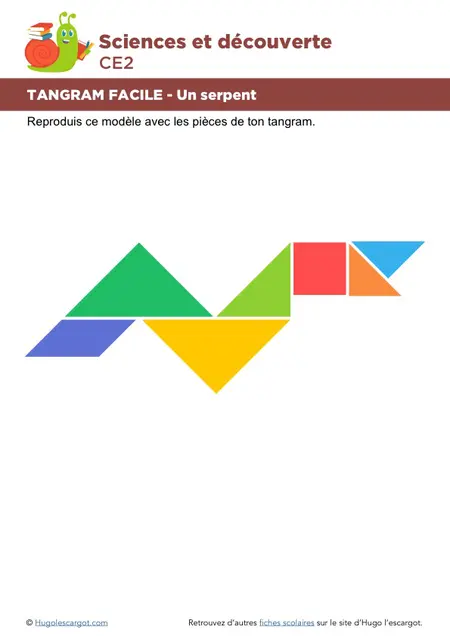 Sciences et découverte
CE2
TANGRAM FACILE - Un serpent
Reproduis ce modèle avec les pièces de ton tangram.
© Hugolescargot.com Retrouvez d'autres fiches scolaires sur le site d'Hugo l'escargot.